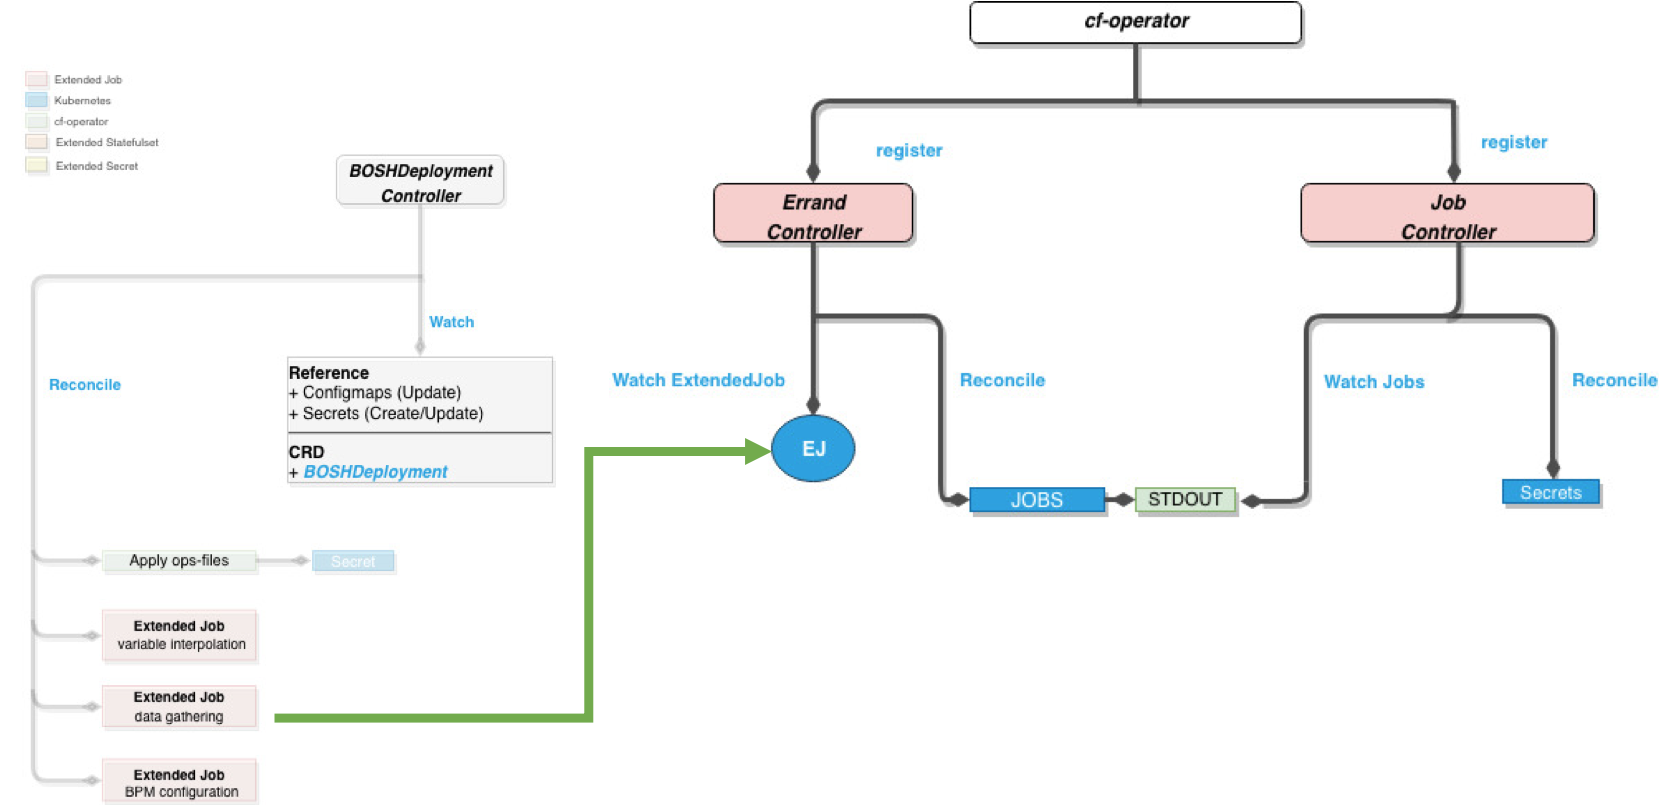 cf-operator
Extended Job
Kubernetes
cf-operator
Extended Statefulset
Extended Secret
BOSHDeployment
Controller
register
register
Errand
Controller
Job
Controller
Watch
Reconcile
Reference
+ Configmaps (Update)
+ Secrets (Create/Update)
CRD
+ BOSHDeployment
Watch ExtendedJob
Reconcile
Watch Jobs
Reconcile
EJ
JOBS
STDOUT
Secrets
Apply ops-files
Secret
Extended Job
variable interpolation
Extended Job
data gathering
Extended Job
BPM configuration